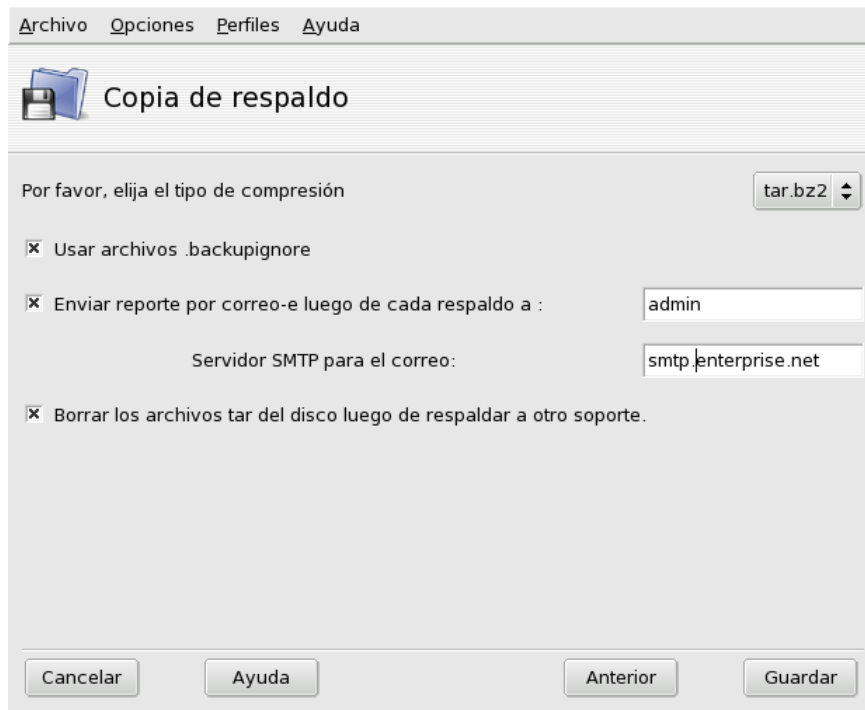 Archivo Opciones Perfiles Ayuda
Copia de respaldo
Por favor, elija el tipo de compresión tar.bz2
Usar archivos .backupignore
Enviar reporte por correo-e luego de cada respaldo a : admin
Servidor SMTP para el correo: smtp.enterprise.net
Borrar los archivos tar del disco luego de respaldar a otro soporte.
Cancelar Ayuda Anterior Guardar